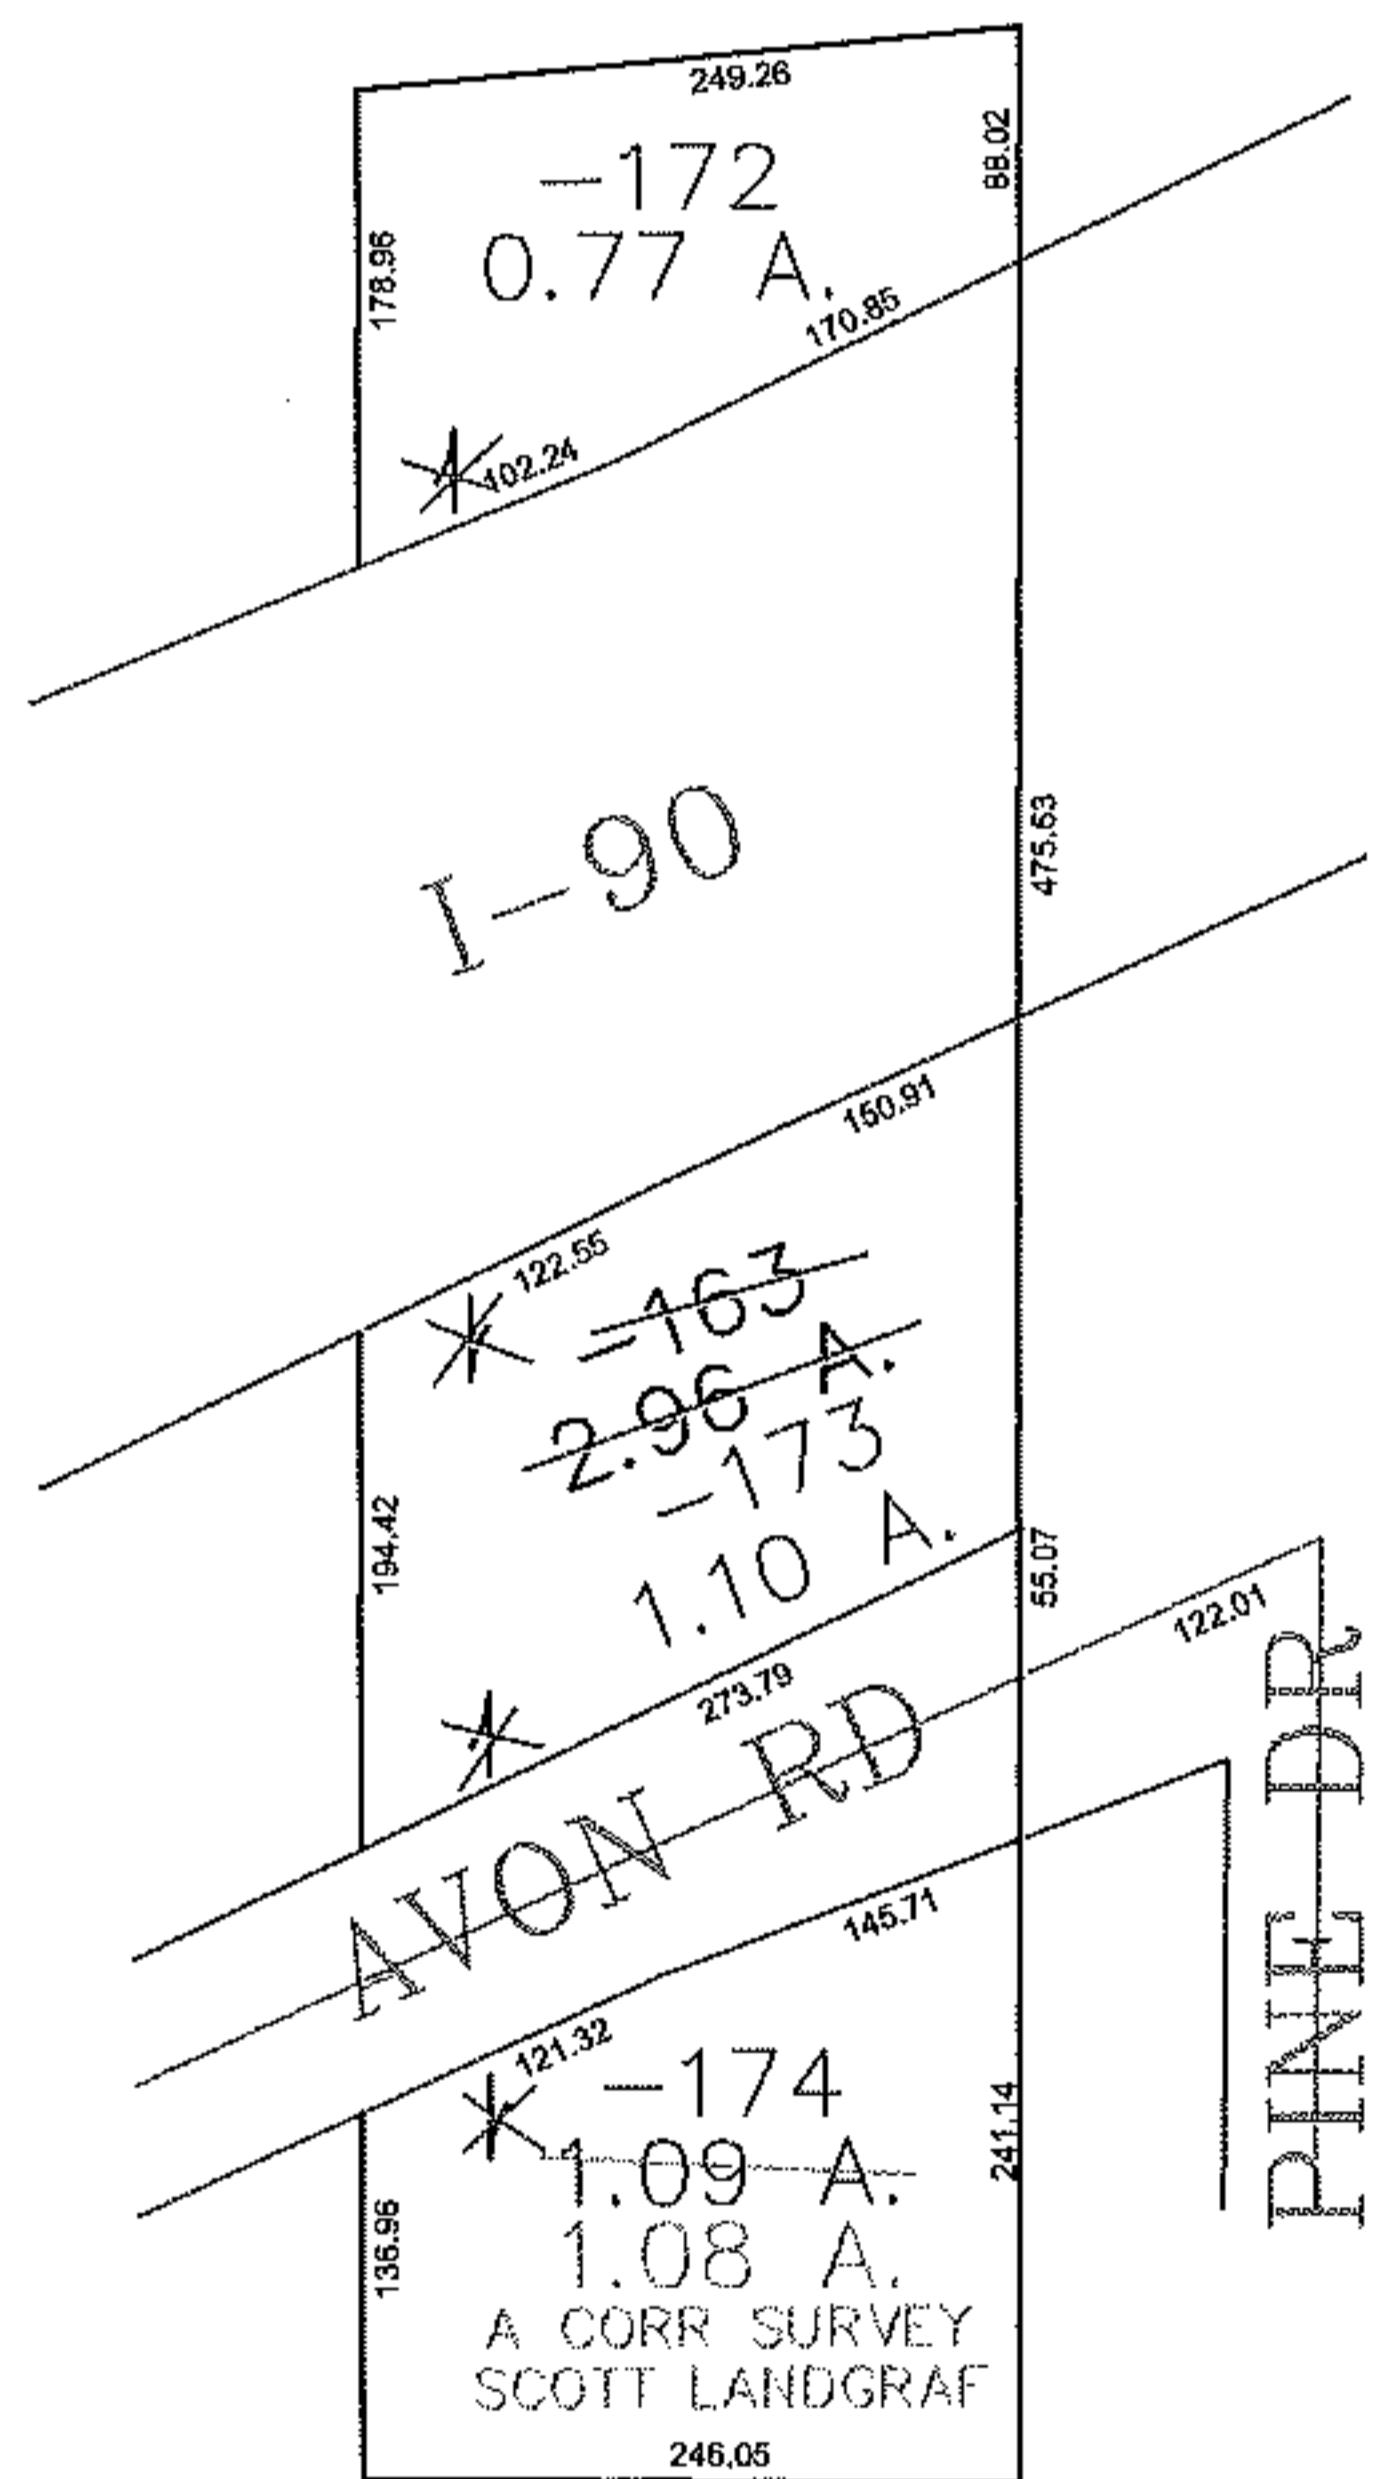 249.26
88.02
-172
0.77 A.
178.96
170.85
102.24
I-90
475.63
150.91
122.55
-163
2.96 A.
-173
1.10 A.
194.42
55.07
122.01
273.79
AVON RD
PINE DR
145.71
121.32
-174
1.09 A.
241.14
1.08 A.
136.96
A CORR SURVEY
SCOTT LANDGRAF
246.05